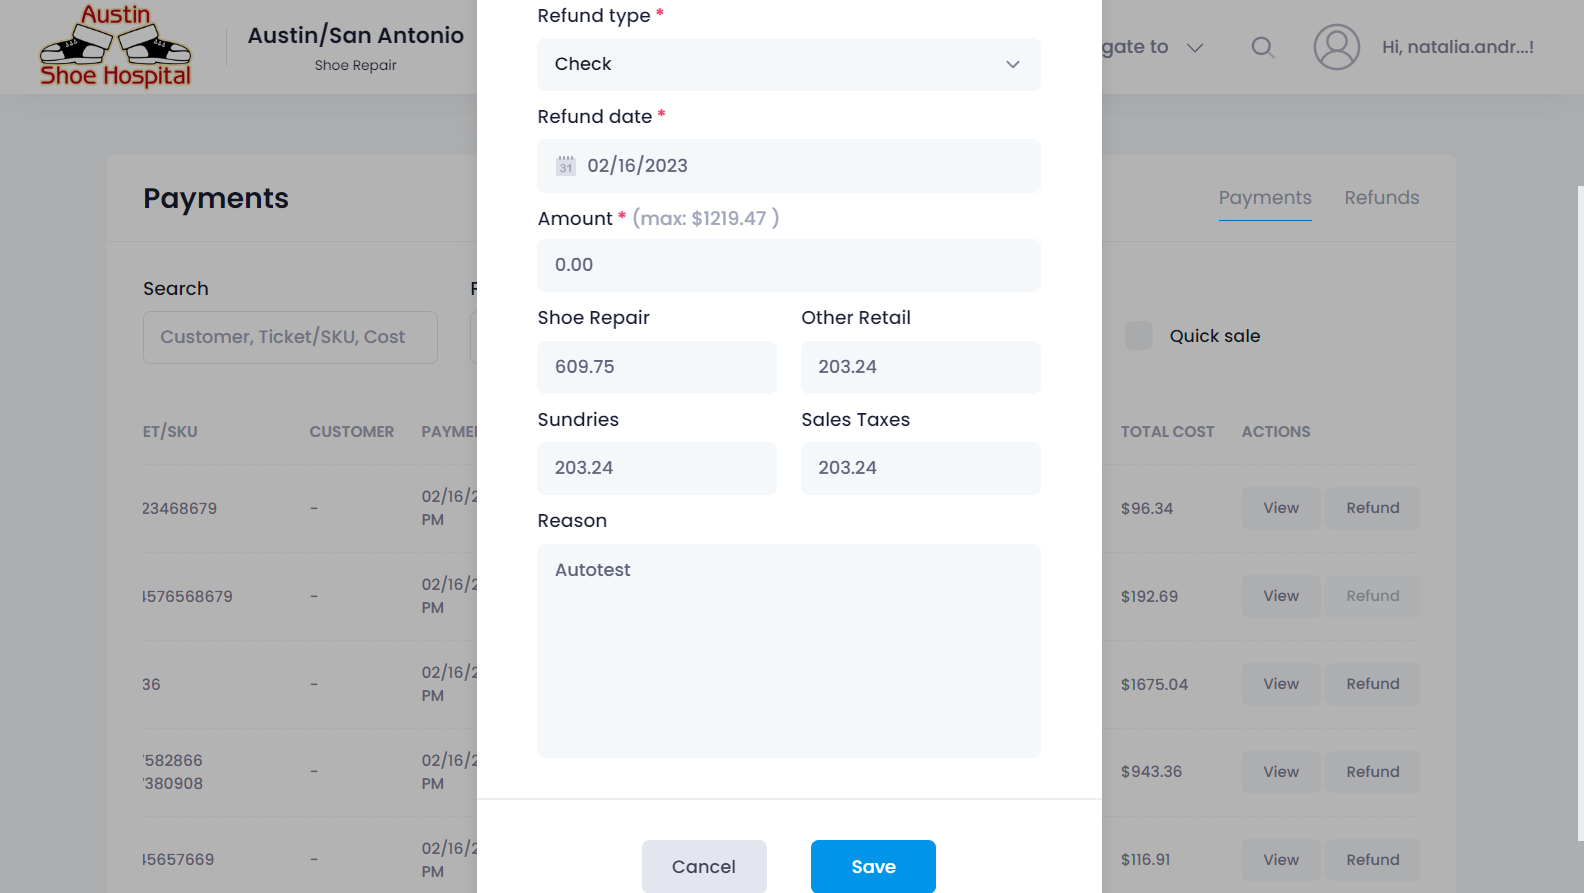 Austin
Shoe Hospital
Austin/San Antonio
Shoe Repair
gate to
Hi, natalia.andr...!
Refund type *
Check
Refund date *
31
02/16/2023
Amount * (max: $1219.47 )
0.00
Shoe Repair
Other Retail
609.75
203.24
Sundries
Sales Taxes
203.24
203.24
Reason
Autotest
Cancel
Save
Payments
Payments
Refunds
Search
Customer, Ticket/SKU, Cost
Quick sale
ET/SKU CUSTOMER PAYME TOTAL COST ACTIONS
23468679 - 02/16/2 $96.34 View Refund
PM
4576568679 - 02/16/2 $192.69 View Refund
PM
36 - 02/16/2 $1675.04 View Refund
PM
7582866 - 02/16/2 $943.36 View Refund
7380908 PM
45657669 - 02/16/2 $116.91 View Refund
PM